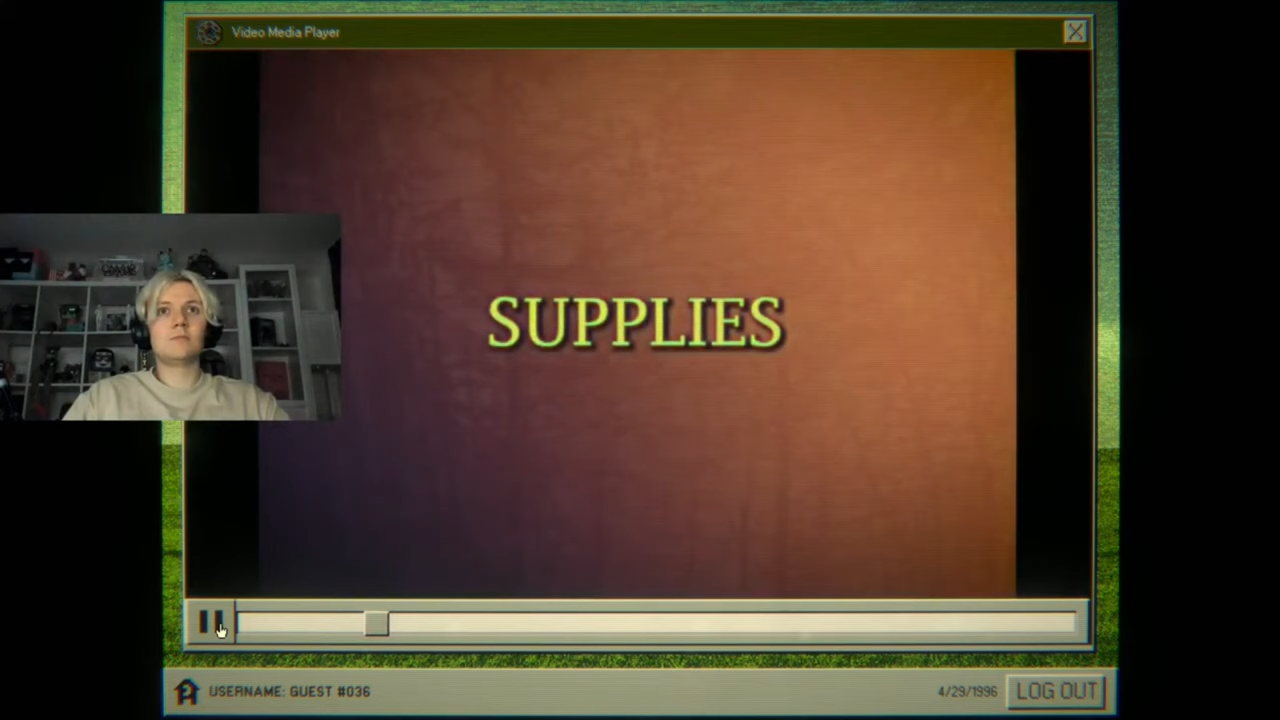 Video Media Player
SUPPLIES
USERNAME: GUEST #036
4/29/1996
LOG OUT